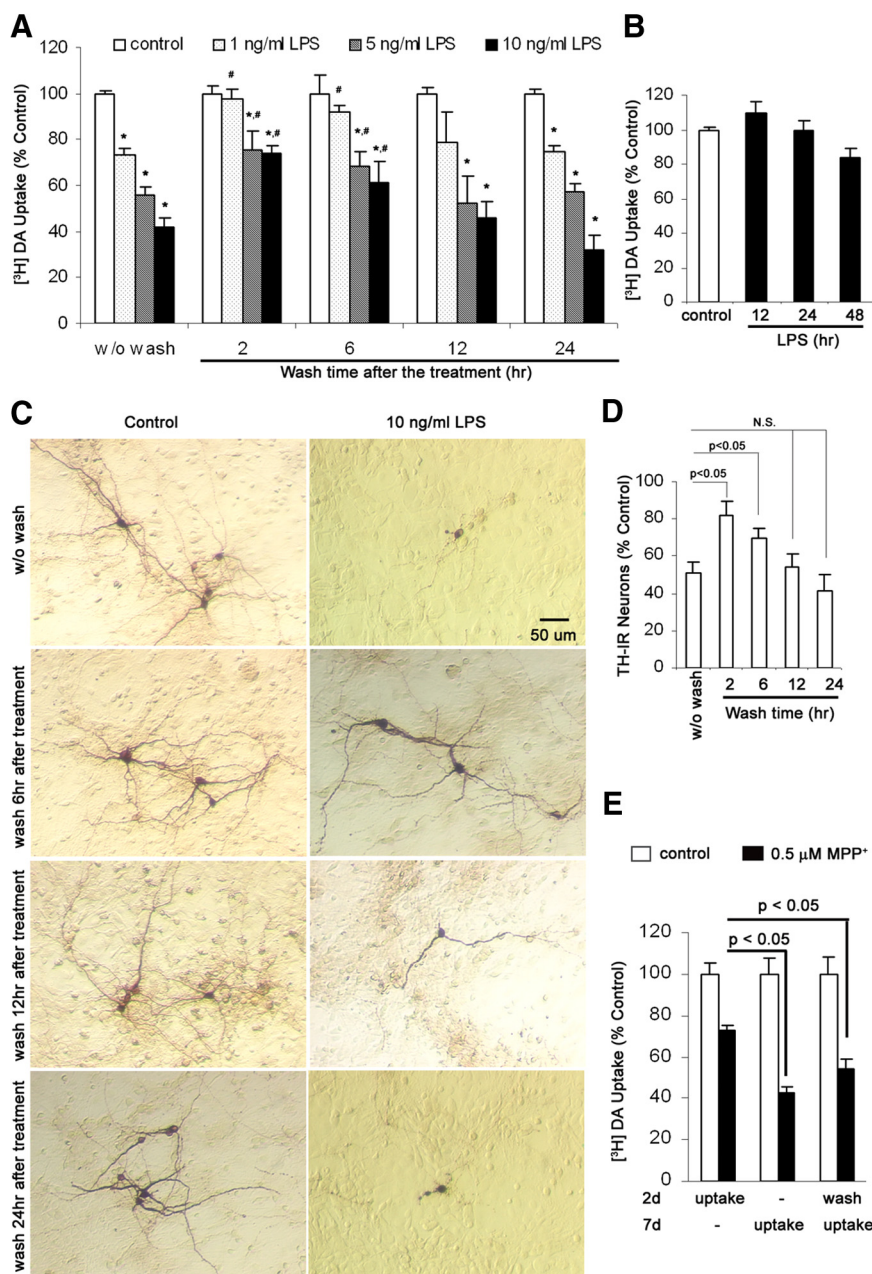 A
control 1 ng/ml LPS 5 ng/ml LPS 10 ng/ml LPS
[³H] DA Uptake (% Control)
120
100
80
60
40
20
0
# *,# *,# # *,# *,#
* * * * * * * *
w/o wash 2 6 12 24
Wash time after the treatment (hr)
B
[³H] DA Uptake (% Control)
120
100
80
60
40
20
0
control 12 24 48
LPS (hr)
C
Control 10 ng/ml LPS
w/o wash
50 um
wash 6hr after treatment
wash 12hr after treatment
wash 24hr after treatment
D
N.S.
p<0.05
p<0.05
TH-IR Neurons (% Control)
100
80
60
40
20
0
w/o wash 2 6 12 24
Wash time (hr)
E
control 0.5 μM MPP⁺
p < 0.05
p < 0.05
[³H] DA Uptake (% Control)
120
100
80
60
40
20
0
2d uptake - wash
7d - uptake uptake